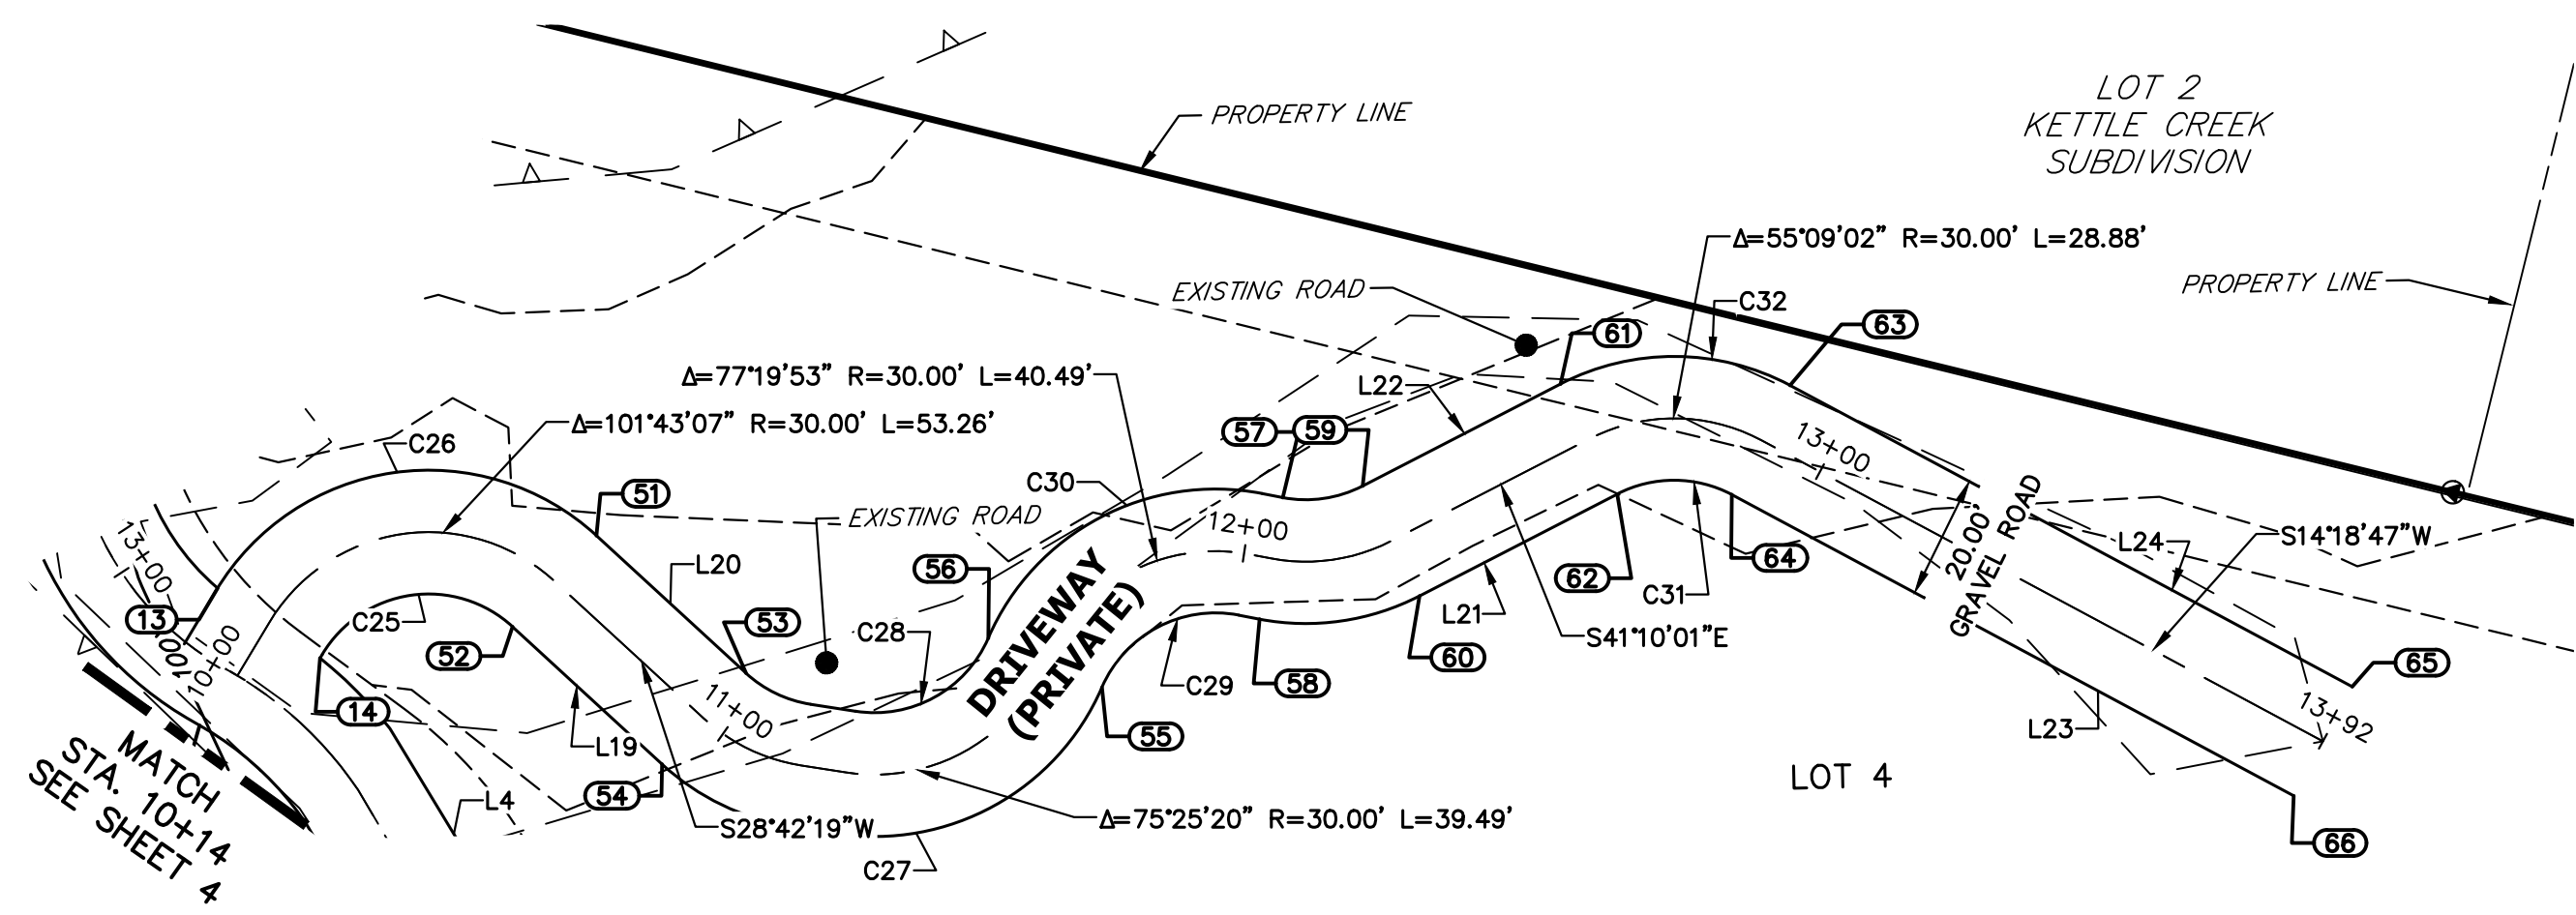 PROPERTY LINE
LOT 2
KETTLE CREEK
SUBDIVISION
Δ=55°09'02" R=30.00' L=28.88'
EXISTING ROAD
PROPERTY LINE
C32
61
63
Δ=77°19'53" R=30.00' L=40.49'
L22
Δ=101°43'07" R=30.00' L=53.26'
C26
57
59
13+00
51
C30
EXISTING ROAD
12+00
20.00'
GRAVEL ROAD
L24
S14°18'47"W
13+00
L20
56
DRIVEWAY
(PRIVATE)
62
64
C31
L21
13
C25
53
C28
S41°10'01"E
10+00
52
60
65
14
11+00
C29
58
13+92
L19
55
L23
MATCH
STA. 10+14
SEE SHEET 4
54
L4
LOT 4
S28°42'19"W
Δ=75°25'20" R=30.00' L=39.49'
C27
66